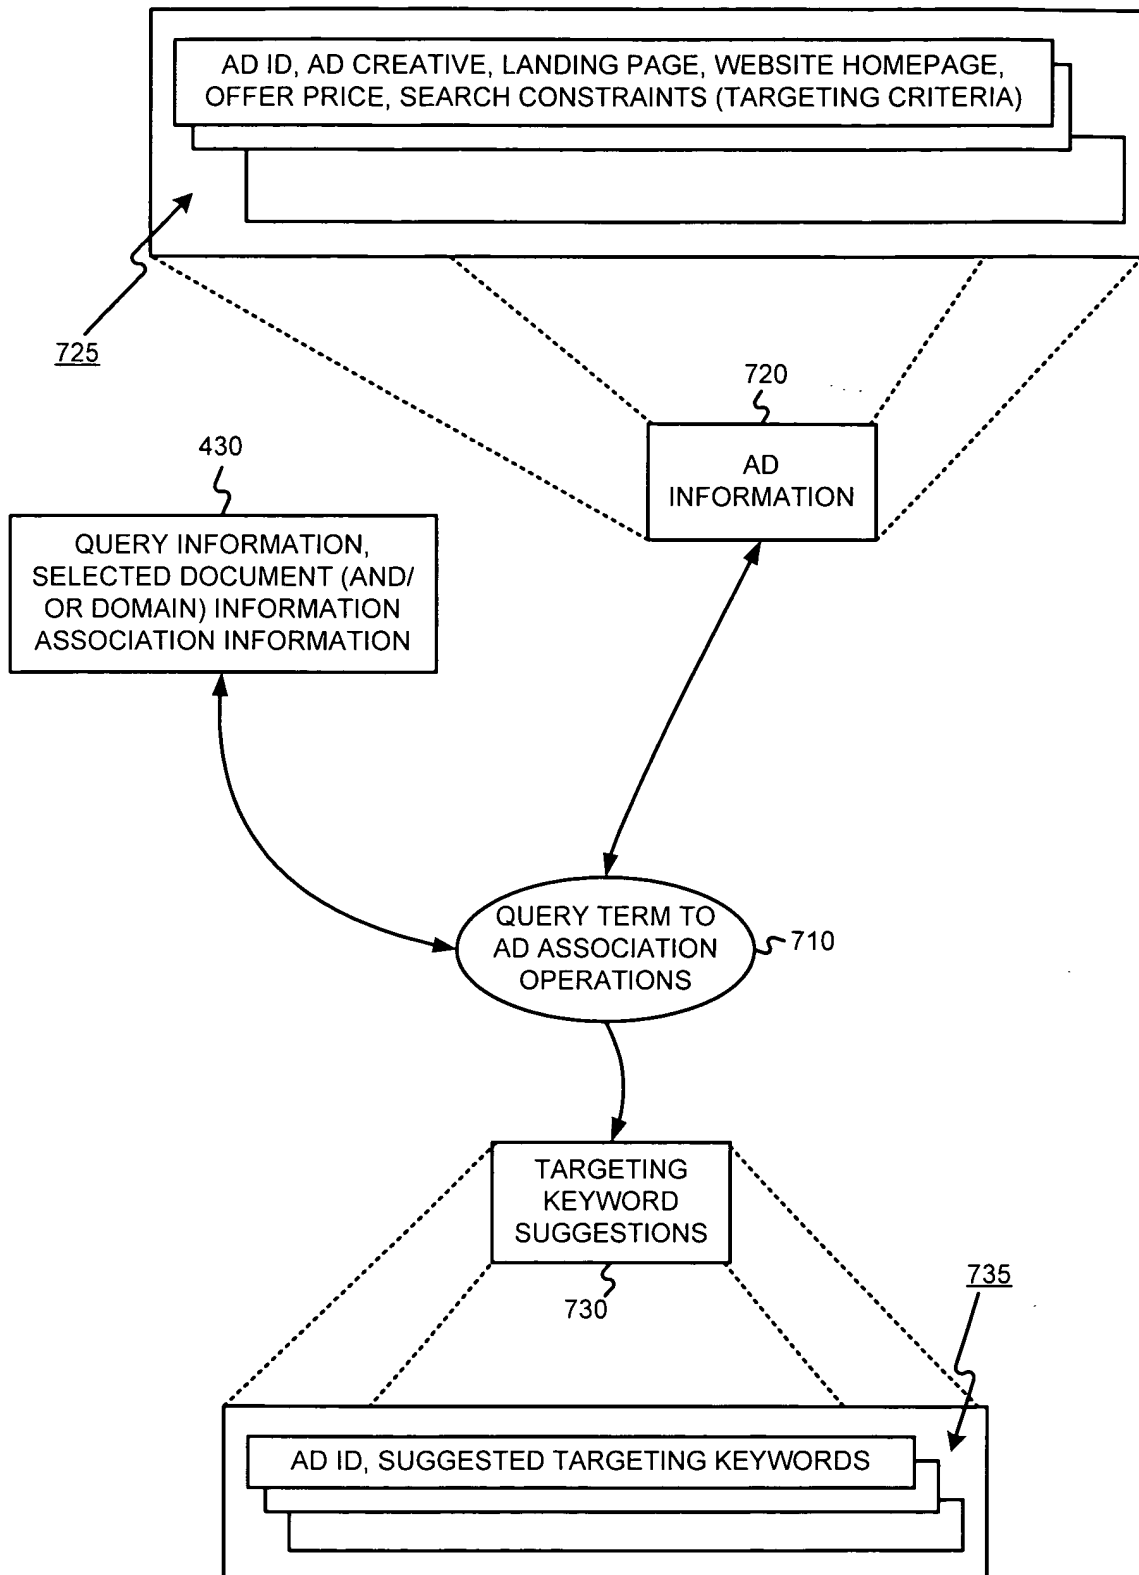 AD ID, AD CREATIVE, LANDING PAGE, WEBSITE HOMEPAGE,
OFFER PRICE, SEARCH CONSTRAINTS (TARGETING CRITERIA)
725
720
AD
INFORMATION
430
QUERY INFORMATION,
SELECTED DOCUMENT (AND/
OR DOMAIN) INFORMATION
ASSOCIATION INFORMATION
QUERY TERM TO
AD ASSOCIATION
OPERATIONS
710
TARGETING
KEYWORD
SUGGESTIONS
730
735
AD ID, SUGGESTED TARGETING KEYWORDS